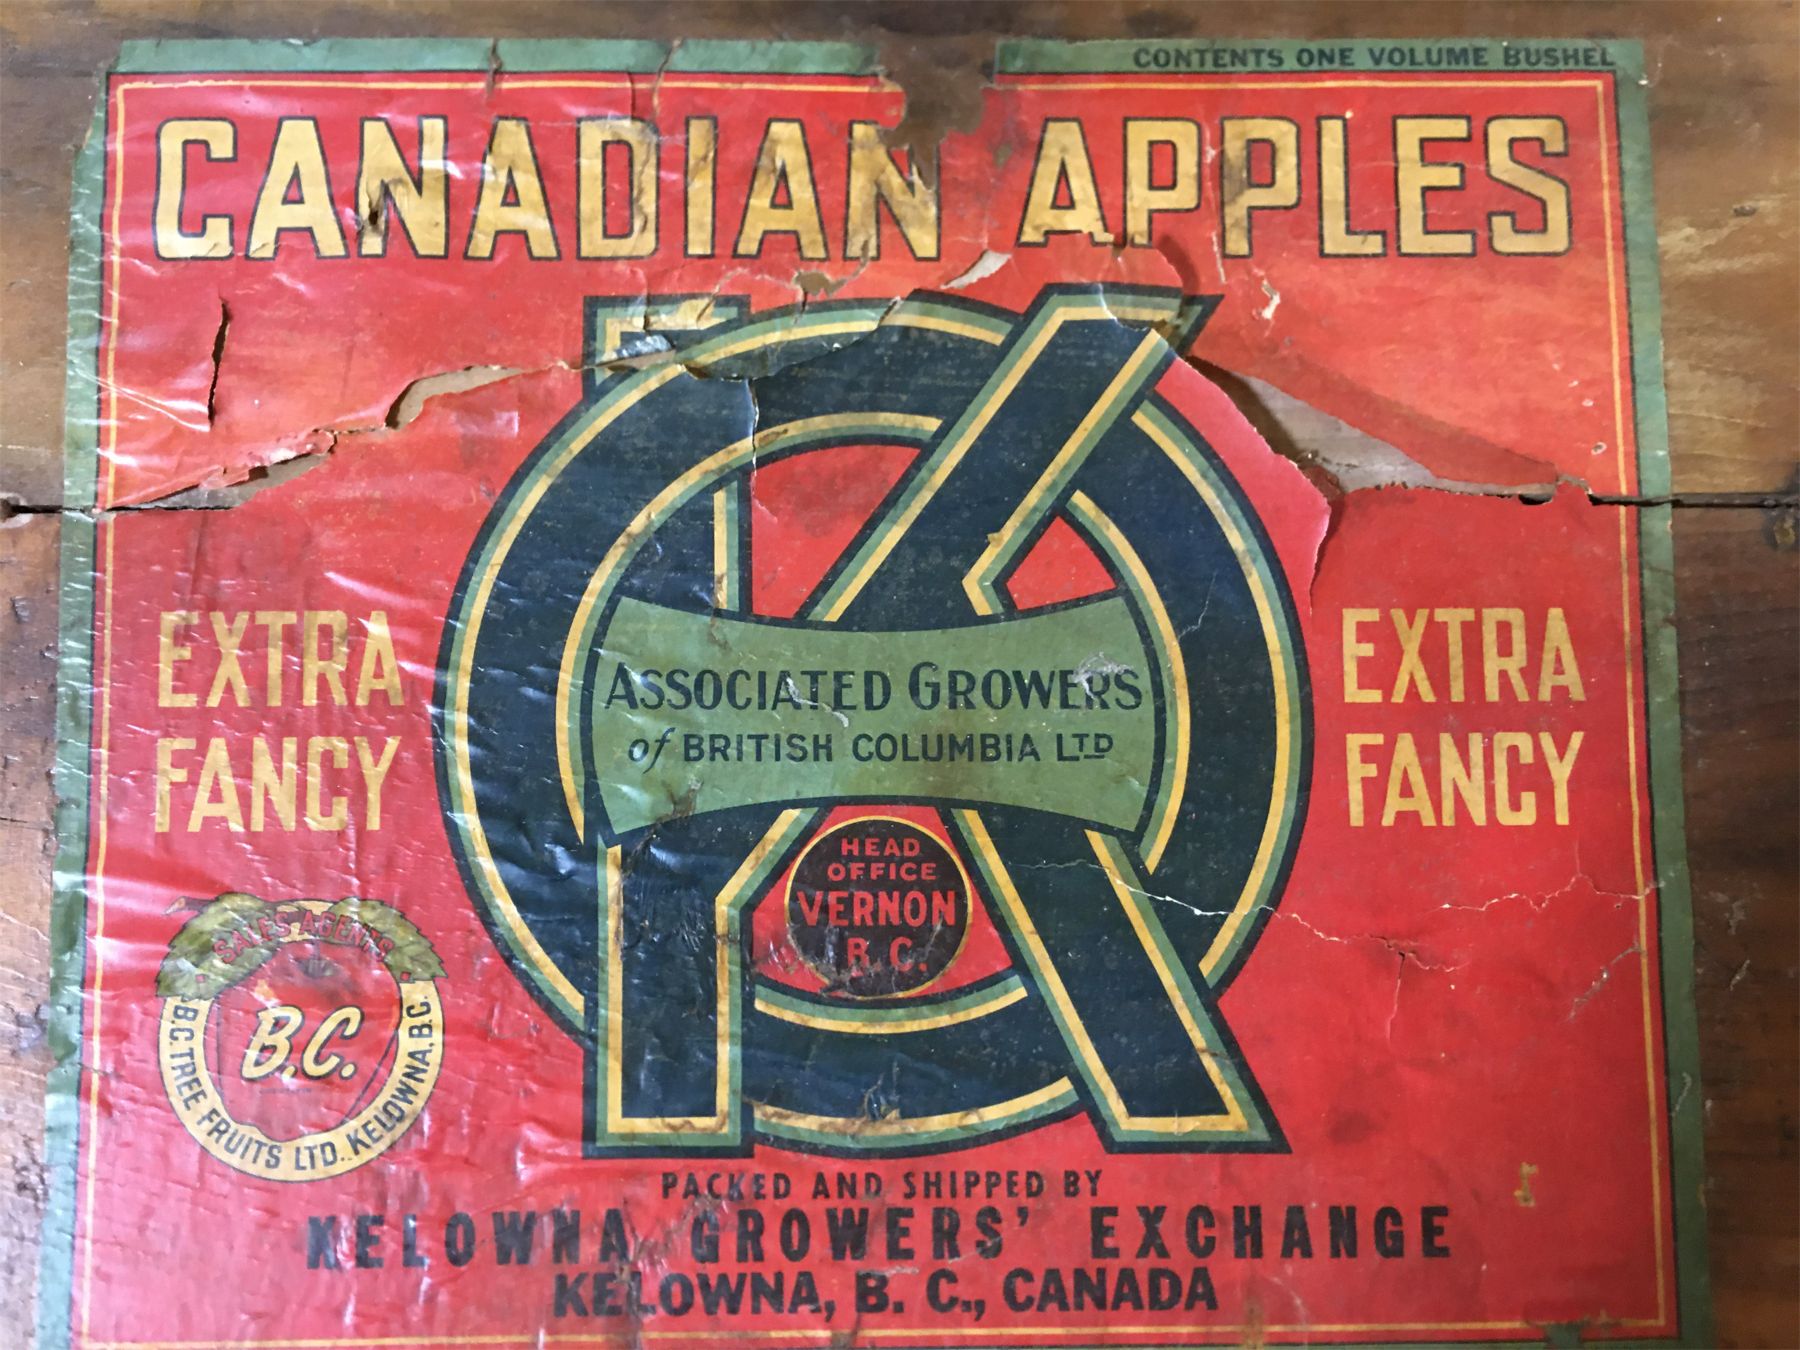 CONTENTS ONE VOLUME BUSHEL
CANADIAN APPLES
OK
EXTRA
FANCY
ASSOCIATED GROWERS
of BRITISH COLUMBIA LTD
EXTRA
FANCY
HEAD
OFFICE
VERNON
B.C.
SALES AGENTS
B.C.
B.C. TREE FRUITS LTD.. KELOWNA, B.C.
PACKED AND SHIPPED BY
KELOWNA GROWERS' EXCHANGE
KELOWNA, B. C., CANADA